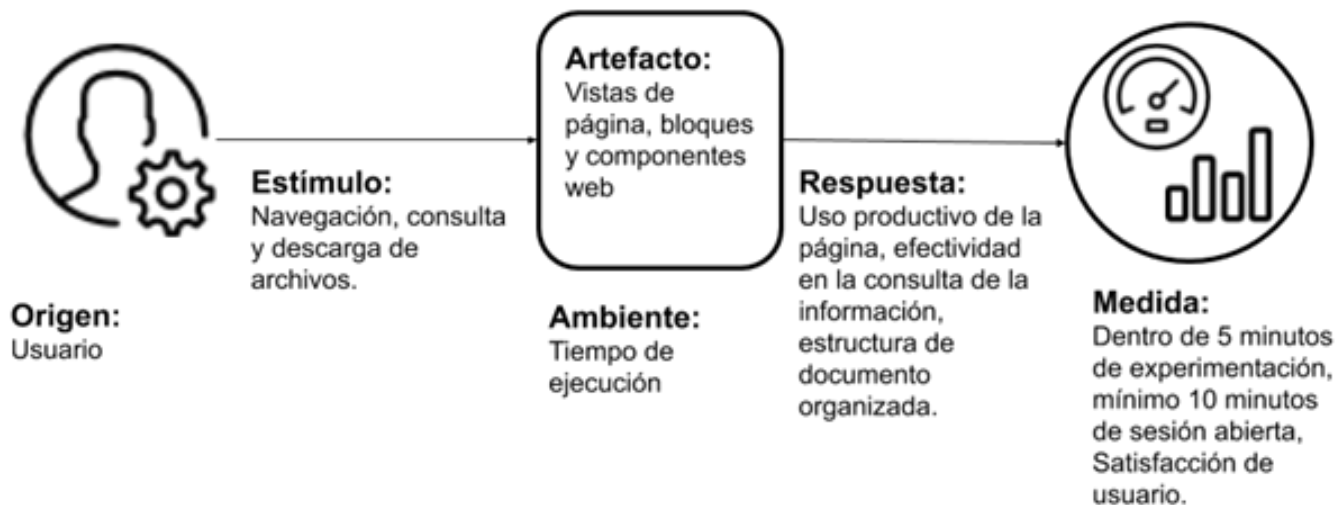 Origen:
Usuario
Estímulo:
Navegación, consulta
y descarga de
archivos.
Artefacto:
Vistas de
página, bloques
y componentes
web
Ambiente:
Tiempo de
ejecución
Respuesta:
Uso productivo de la
página, efectividad
en la consulta de la
información,
estructura de
documento
organizada.
Medida:
Dentro de 5 minutos
de experimentación,
mínimo 10 minutos
de sesión abierta,
Satisfacción de
usuario.